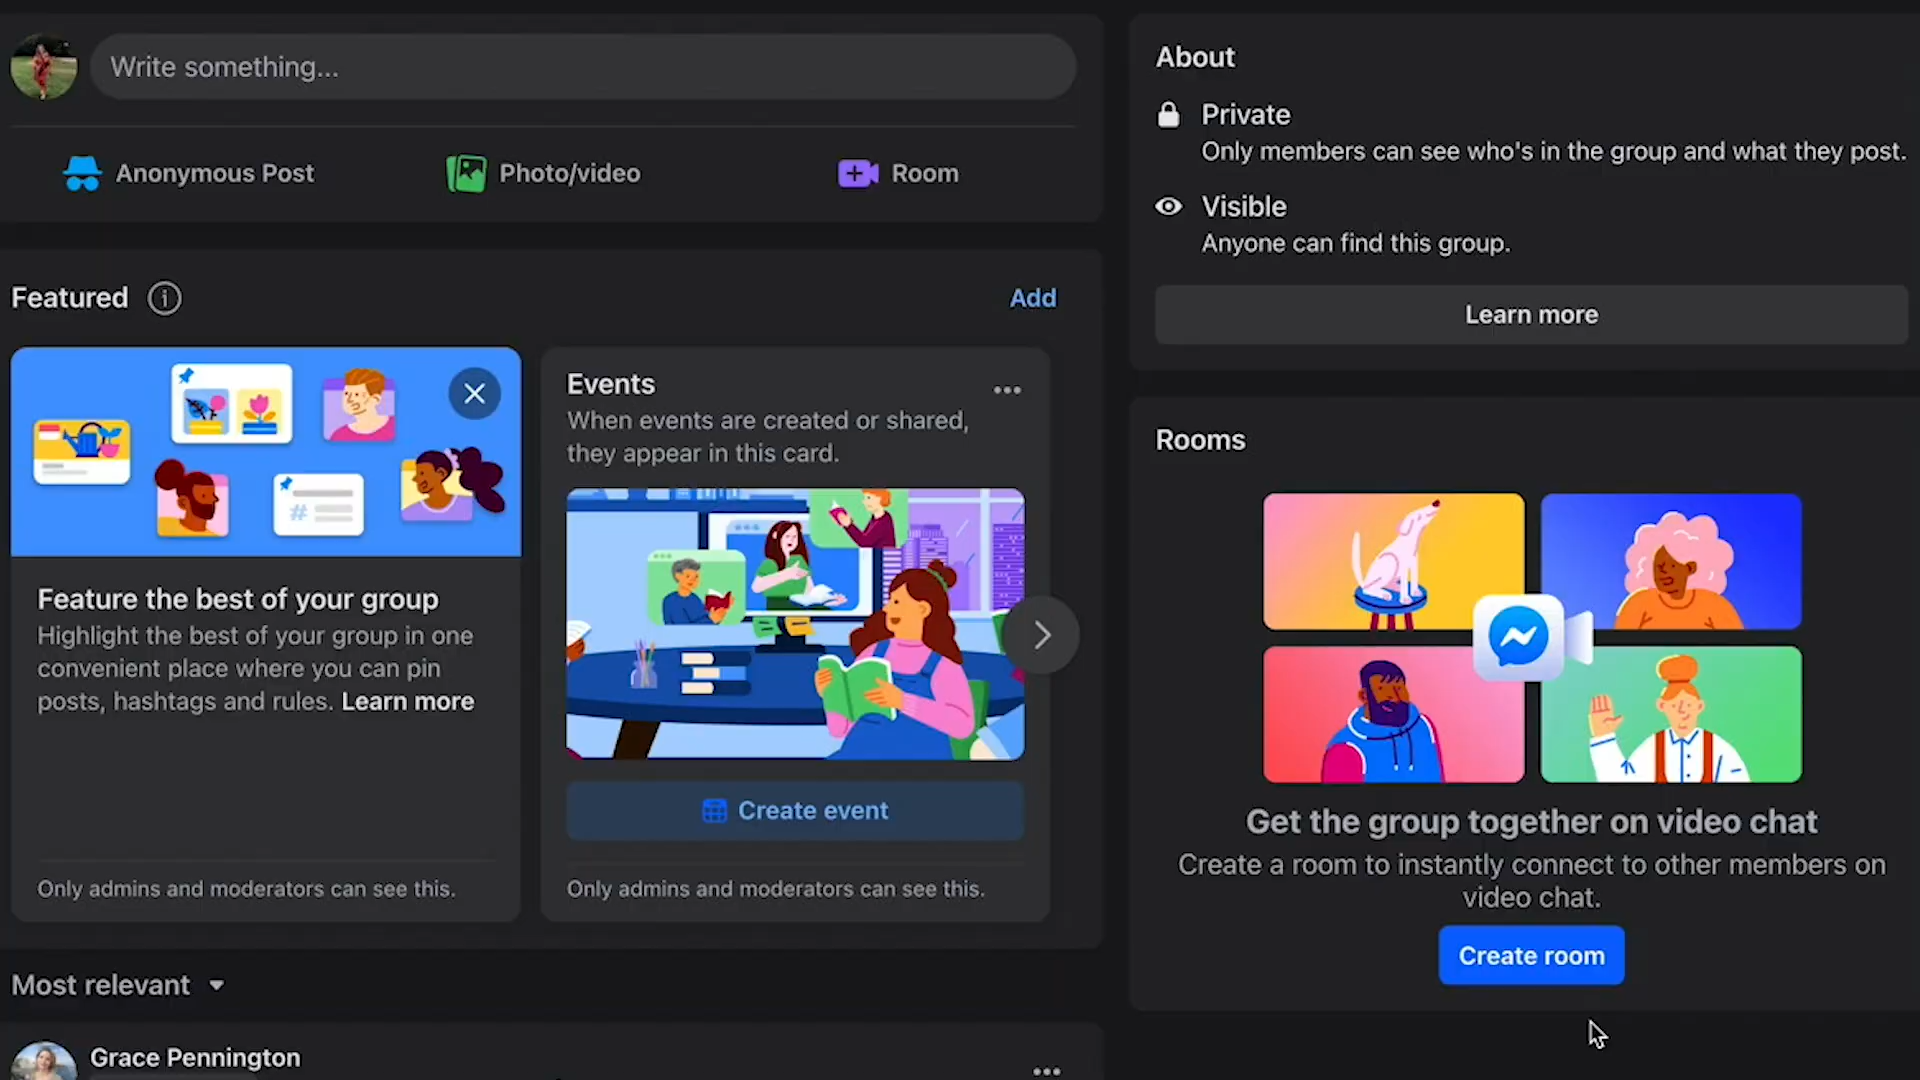 Write something...
Anonymous Post
Photo/video
Room
Featured
Add
Feature the best of your group
Highlight the best of your group in one
convenient place where you can pin
posts, hashtags and rules. Learn more
Only admins and moderators can see this.
Events
When events are created or shared,
they appear in this card.
Create event
Only admins and moderators can see this.
Most relevant
Grace Pennington
About
Private
Only members can see who's in the group and what they post.
Visible
Anyone can find this group.
Learn more
Rooms
Get the group together on video chat
Create a room to instantly connect to other members on
video chat.
Create room